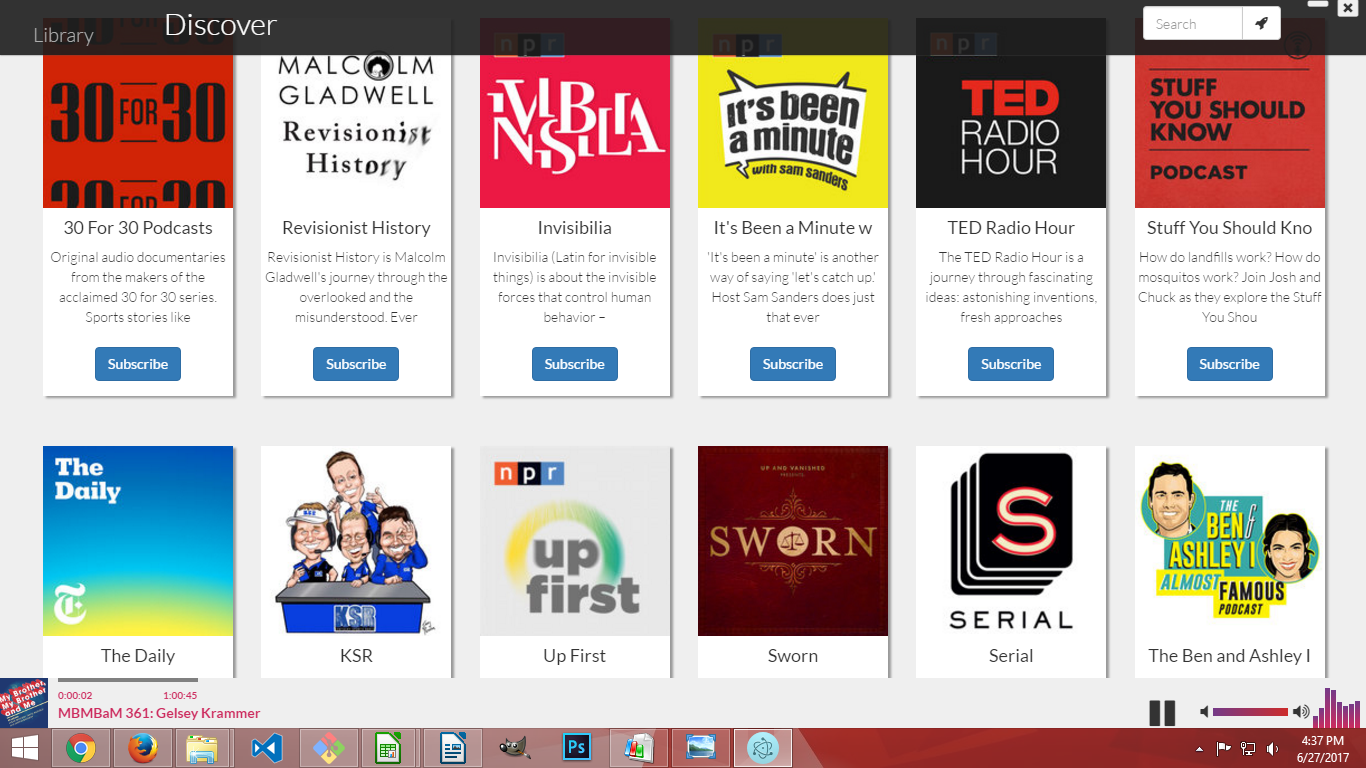 Library
Discover
Search
30 FOR 30
30 FOR 30
MALCOLM
GLADWELL
Revisionist
History
npr
INVISIBILIA
npr
it's been
a minute
with sam sanders
npr
TED
RADIO
HOUR
STUFF
YOU SHOULD
KNOW
PODCAST
30 For 30 Podcasts
Original audio documentaries
from the makers of the
acclaimed 30 for 30 series.
Sports stories like
Subscribe
Revisionist History
Revisionist History is Malcolm
Gladwell's journey through the
overlooked and the
misunderstood. Ever
Subscribe
Invisibilia
Invisibilia (Latin for invisible
things) is about the invisible
forces that control human
behavior –
Subscribe
It's Been a Minute w
'It's been a minute' is another
way of saying 'let's catch up.'
Host Sam Sanders does just
that ever
Subscribe
TED Radio Hour
The TED Radio Hour is a
journey through fascinating
ideas: astonishing inventions,
fresh approaches
Subscribe
Stuff You Should Kno
How do landfills work? How do
mosquitos work? Join Josh and
Chuck as they explore the Stuff
You Shou
Subscribe
The
Daily
T
The Daily
KSR
KSR
npr
up
first
Up First
UP AND VANISHED
PRESENTS
SWORN
Sworn
S
SERIAL
Serial
THE
BEN &
ASHLEY I
ALMOST
FAMOUS
PODCAST
The Ben and Ashley I
My Brother,
My Brother
and Me
0:00:02
1:00:45
MBMBaM 361: Gelsey Krammer
Ps
4:37 PM
6/27/2017